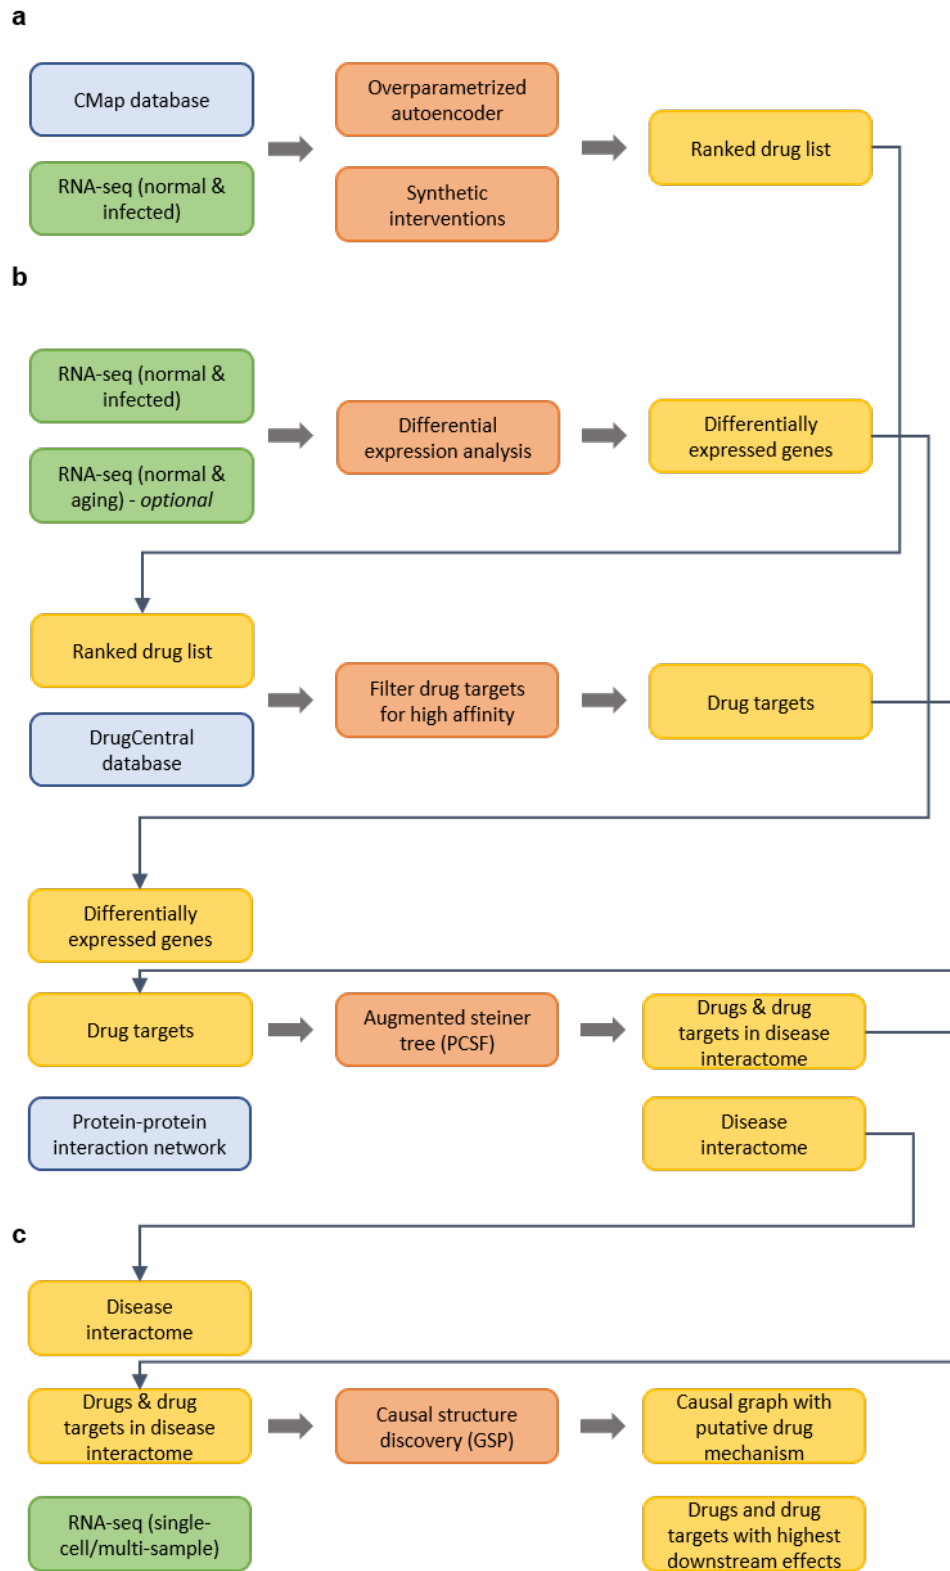 a
CMap database
Overparametrized
autoencoder
RNA-seq (normal &
infected)
Synthetic
interventions
Ranked drug list
b
RNA-seq (normal &
infected)
RNA-seq (normal &
aging) - optional
Differential
expression analysis
Differentially
expressed genes
Ranked drug list
DrugCentral
database
Filter drug targets
for high affinity
Drug targets
Differentially
expressed genes
Drug targets
Protein-protein
interaction network
Augmented steiner
tree (PCSF)
Drugs & drug
targets in disease
interactome
Disease
interactome
c
Disease
interactome
Drugs & drug
targets in disease
interactome
RNA-seq (single-
cell/multi-sample)
Causal structure
discovery (GSP)
Causal graph with
putative drug
mechanism
Drugs and drug
targets with highest
downstream effects